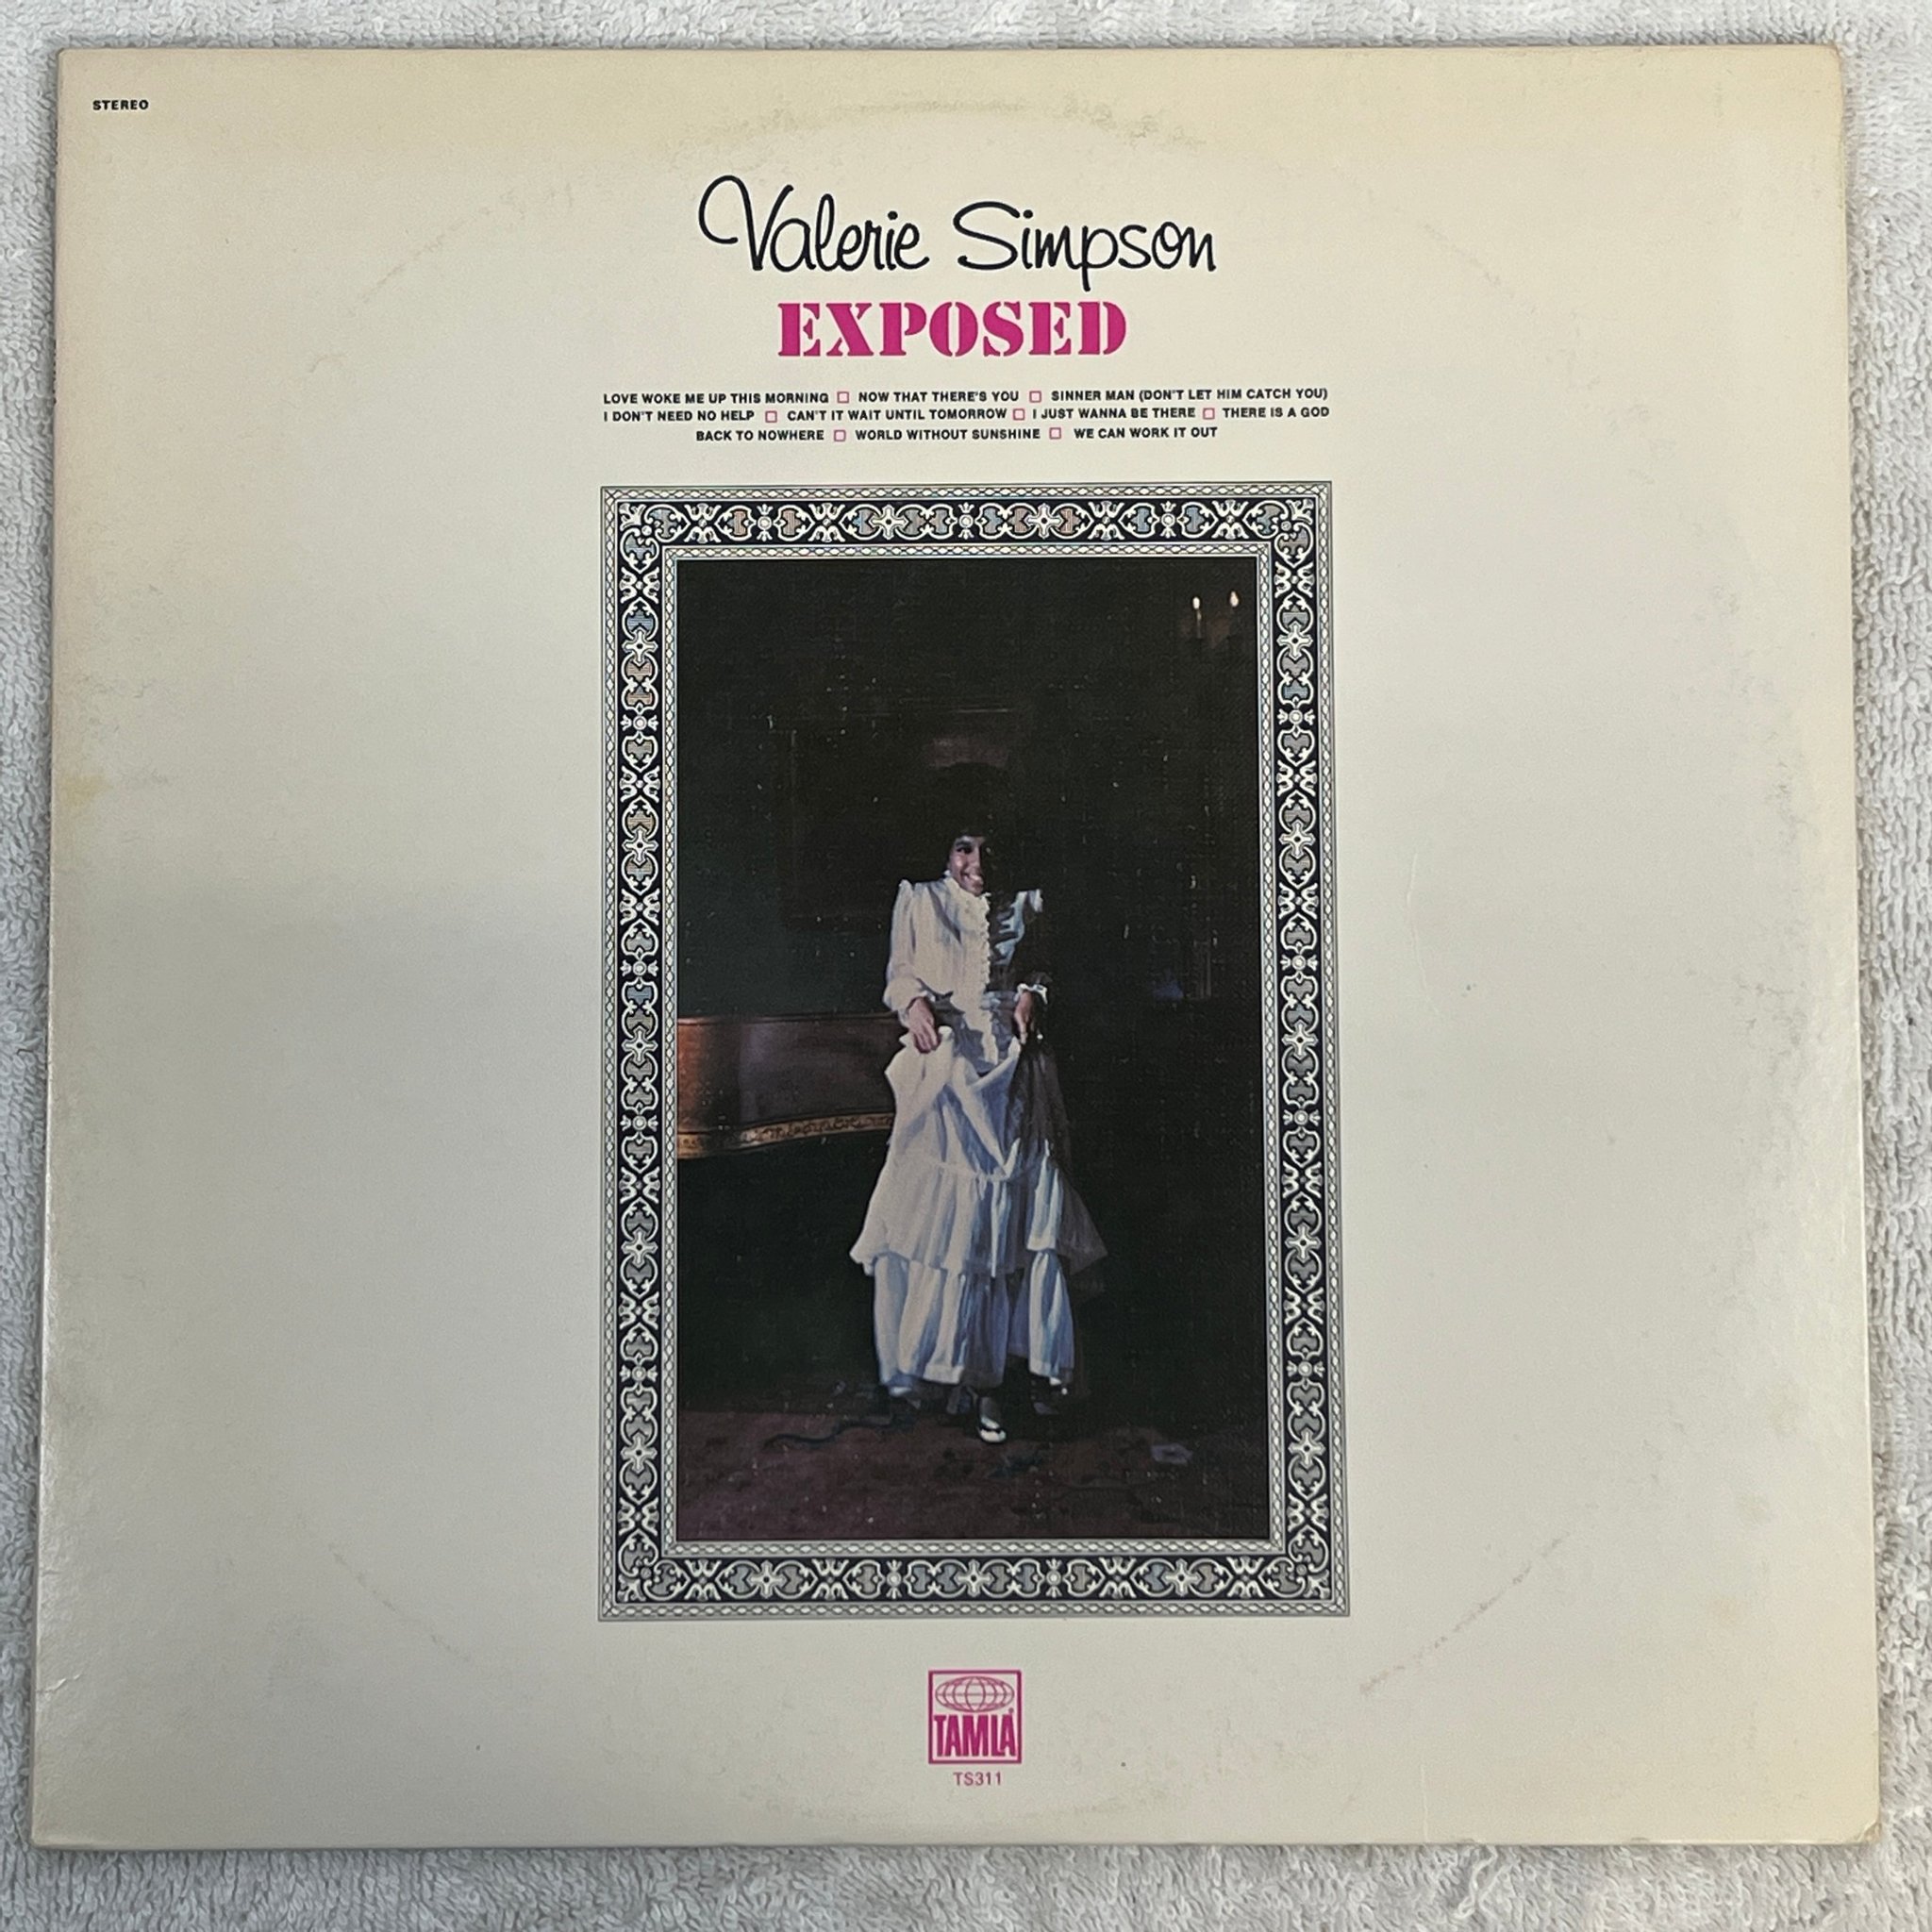 STEREO
Valerie Simpson
EXPOSED
LOVE WOKE ME UP THIS MORNING □ NOW THAT THERE'S YOU □ SINNER MAN (DON'T LET HIM CATCH YOU)
I DON'T NEED NO HELP □ CAN'T IT WAIT UNTIL TOMORROW □ I JUST WANNA BE THERE □ THERE IS A GOD
BACK TO NOWHERE □ WORLD WITHOUT SUNSHINE □ WE CAN WORK IT OUT
TAMLA
TS311